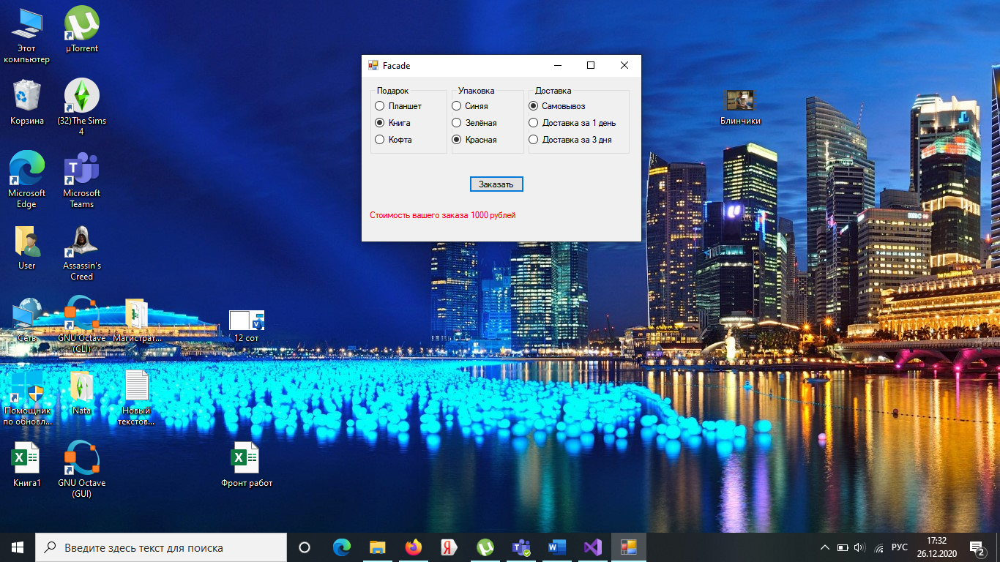 Этот
компьютер
µTorrent
Корзина
(32)The Sims
4
Microsoft
Edge
Microsoft
Teams
User
Assassin's
Creed
Сеть
GNU Octave
(CLI)
Магистрат...
12 сот
Помощник
по обновл...
Nata
Новый
текстов...
Книга1
GNU Octave
(GUI)
Фронт работ
Блинчики
Facade
Подарок
Планшет
Книга
Кофта
Упаковка
Синяя
Зелёная
Красная
Доставка
Самовывоз
Доставка за 1 день
Доставка за 3 дня
Заказать
Стоимость вашего заказа 1000 рублей
HSBC
Введите здесь текст для поиска
РУС
17:32
26.12.2020
2